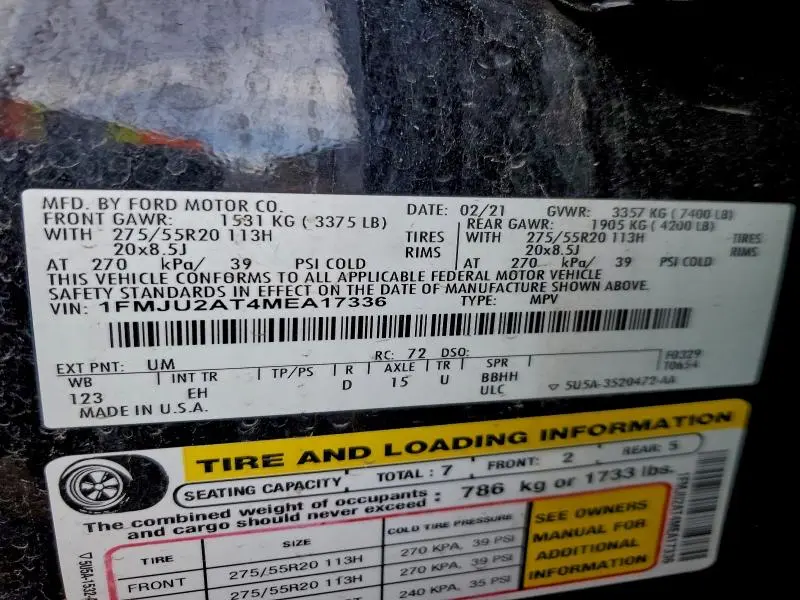 MFD. BY FORD MOTOR CO. DATE: 02/21 GVWR: 3357 KG ( 7400 LB)
FRONT GAWR: 1531 KG ( 3375 LB) REAR GAWR: 1905 KG ( 4200 LB)
WITH 275/55R20 113H TIRES WITH 275/55R20 113H TIRES
20x8.5J RIMS 20x8.5J RIMS
AT 270 kPa/ 39 PSI COLD AT 270 kPa/ 39 PSI COLD
THIS VEHICLE CONFORMS TO ALL APPLICABLE FEDERAL MOTOR VEHICLE
SAFETY STANDARDS IN EFFECT ON THE DATE OF MANUFACTURE SHOWN ABOVE.
VIN: 1FMJU2AT4MEA17336 TYPE: MPV
EXT PNT: UM RC: 72 DSO: F0329
WB INT TR TP/PS R AXLE TR SPR T0654
123 EH D 15 U BBHH
ULC 5U5A-3520472-AA
MADE IN U.S.A.
TIRE AND LOADING INFORMATION
SEATING CAPACITY TOTAL : 7 FRONT: 2 REAR: 5
The combined weight of occupants : 786 kg or 1733 lbs.
and cargo should never exceed
TIRE SIZE COLD TIRE PRESSURE
FRONT 275/55R20 113H 270 KPA, 39 PSI
275/55R20 113H 270 KPA, 39 PSI
240 KPA, 35 PSI
SEE OWNERS
MANUAL FOR
ADDITIONAL
INFORMATION
1FMJU2AT4MEA17336